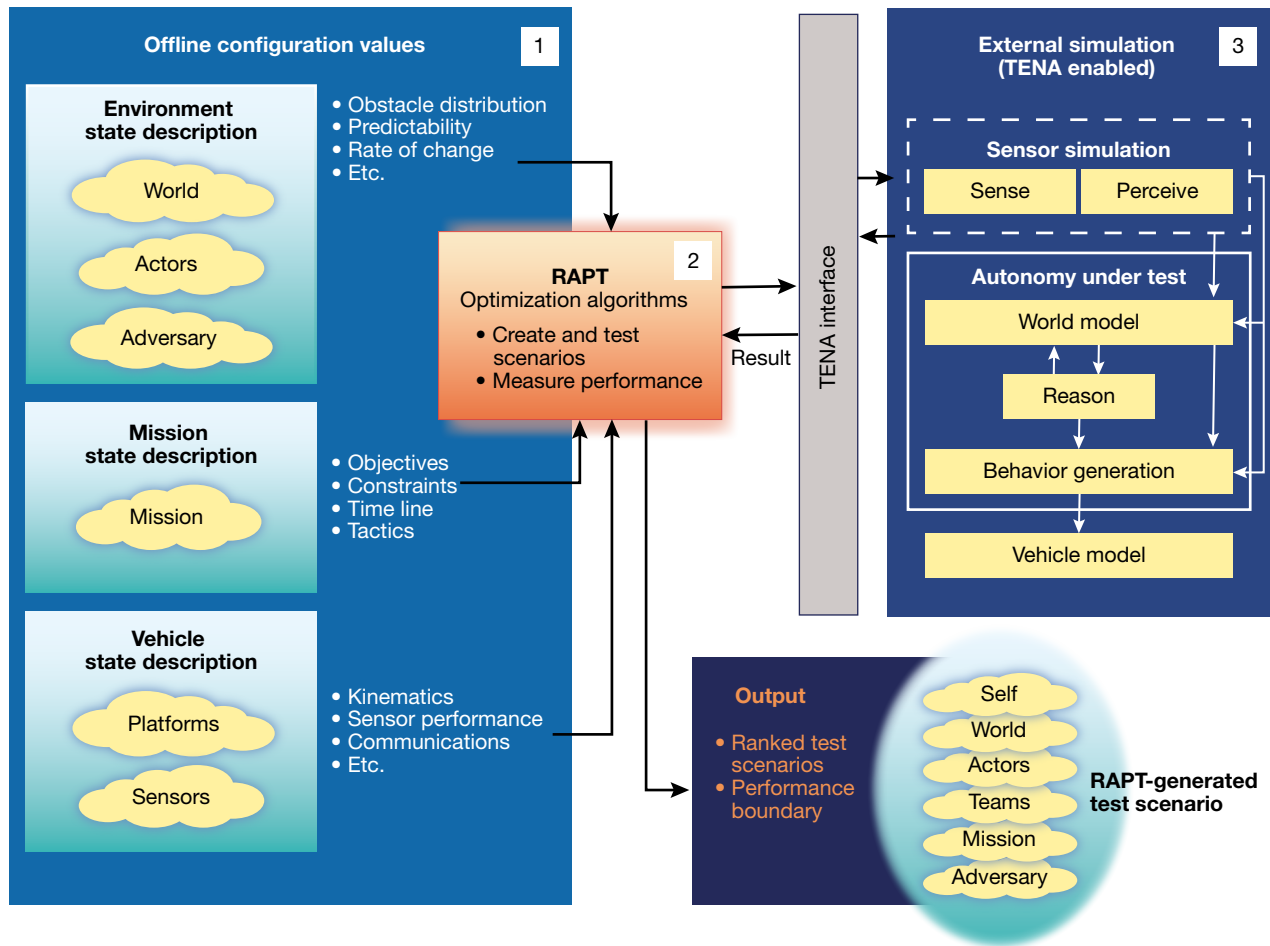 Offline configuration values
1
Environment
state description
World
Actors
Adversary
• Obstacle distribution
• Predictability
• Rate of change
• Etc.
Mission
state description
Mission
• Objectives
• Constraints
• Time line
• Tactics
Vehicle
state description
Platforms
Sensors
• Kinematics
• Sensor performance
• Communications
• Etc.
2
RAPT
Optimization algorithms
• Create and test
scenarios
• Measure performance
Result
TENA interface
External simulation
(TENA enabled)
3
Sensor simulation
Sense
Perceive
Autonomy under test
World model
Reason
Behavior generation
Vehicle model
Output
• Ranked test
scenarios
• Performance
boundary
Self
World
Actors
Teams
Mission
Adversary
RAPT-generated
test scenario